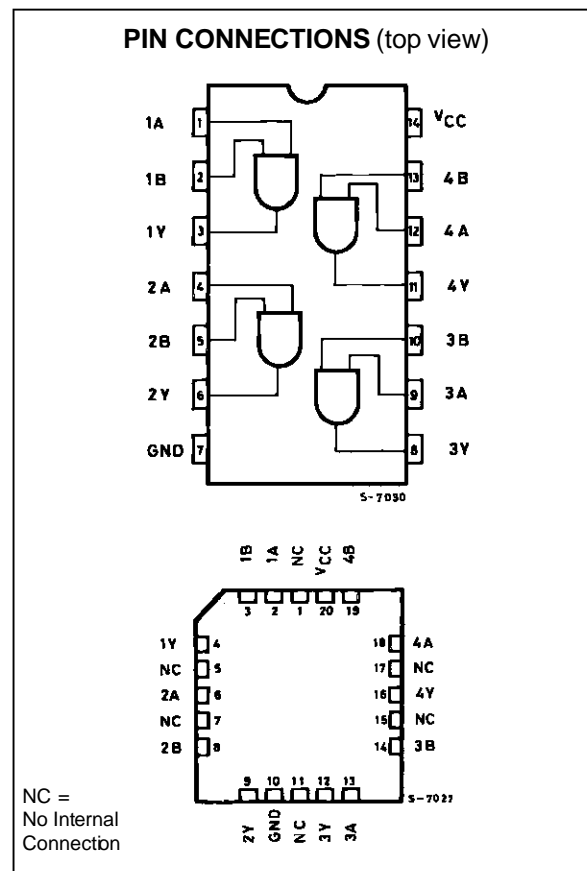 PIN CONNECTIONS (top view)
1A 1 14 VCC
1B 2 13 4B
1Y 3 12 4A
2A 4 11 4Y
2B 5 10 3B
2Y 6 9 3A
GND 7 8 3Y
S-7030
1B 1A NC VCC 4B
3 2 1 20 19
1Y 4 18 4A
NC 5 17 NC
2A 6 16 4Y
NC 7 15 NC
2B 8 14 3B
9 10 11 12 13
S-7027
2Y GND NC 3Y 3A
NC =
No Internal
Connection